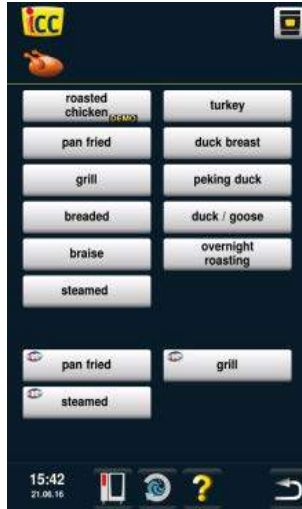 icc
roasted
chicken DEMO
turkey
pan fried
duck breast
grill
peking duck
breaded
duck / goose
braise
overnight
roasting
steamed
pan fried
grill
steamed
15:42
21.06.16
?